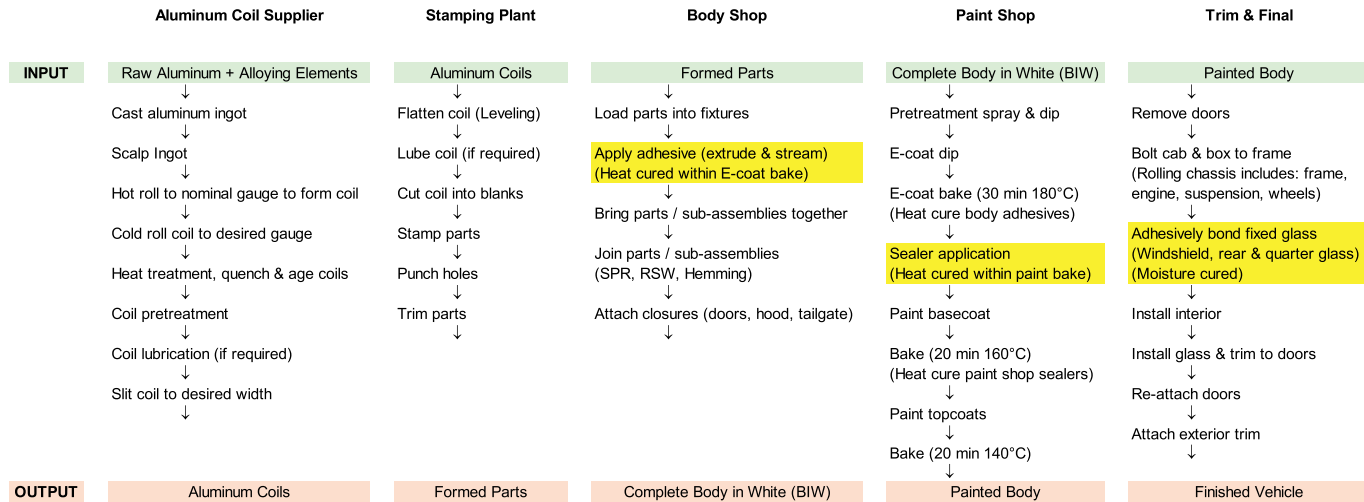 Aluminum Coil Supplier
Stamping Plant
Body Shop
Paint Shop
Trim & Final
INPUT
Raw Aluminum + Alloying Elements
Cast aluminum ingot
Scalp Ingot
Hot roll to nominal gauge to form coil
Cold roll coil to desired gauge
Heat treatment, quench & age coils
Coil pretreatment
Coil lubrication (if required)
Slit coil to desired width
Aluminum Coils
Flatten coil (Leveling)
Lube coil (if required)
Cut coil into blanks
Stamp parts
Punch holes
Trim parts
Formed Parts
Load parts into fixtures
Apply adhesive (extrude & stream)
(Heat cured within E-coat bake)
Bring parts / sub-assemblies together
Join parts / sub-assemblies
(SPR, RSW, Hemming)
Attach closures (doors, hood, tailgate)
Complete Body in White (BIW)
Pretreatment spray & dip
E-coat dip
E-coat bake (30 min 180°C)
(Heat cure body adhesives)
Sealer application
(Heat cured within paint bake)
Paint basecoat
Bake (20 min 160°C)
(Heat cure paint shop sealers)
Paint topcoats
Bake (20 min 140°C)
Painted Body
Remove doors
Bolt cab & box to frame
(Rolling chassis includes: frame,
engine, suspension, wheels)
Adhesively bond fixed glass
(Windshield, rear & quarter glass)
(Moisture cured)
Install interior
Install glass & trim to doors
Re-attach doors
Attach exterior trim
OUTPUT
Aluminum Coils
Formed Parts
Complete Body in White (BIW)
Painted Body
Finished Vehicle